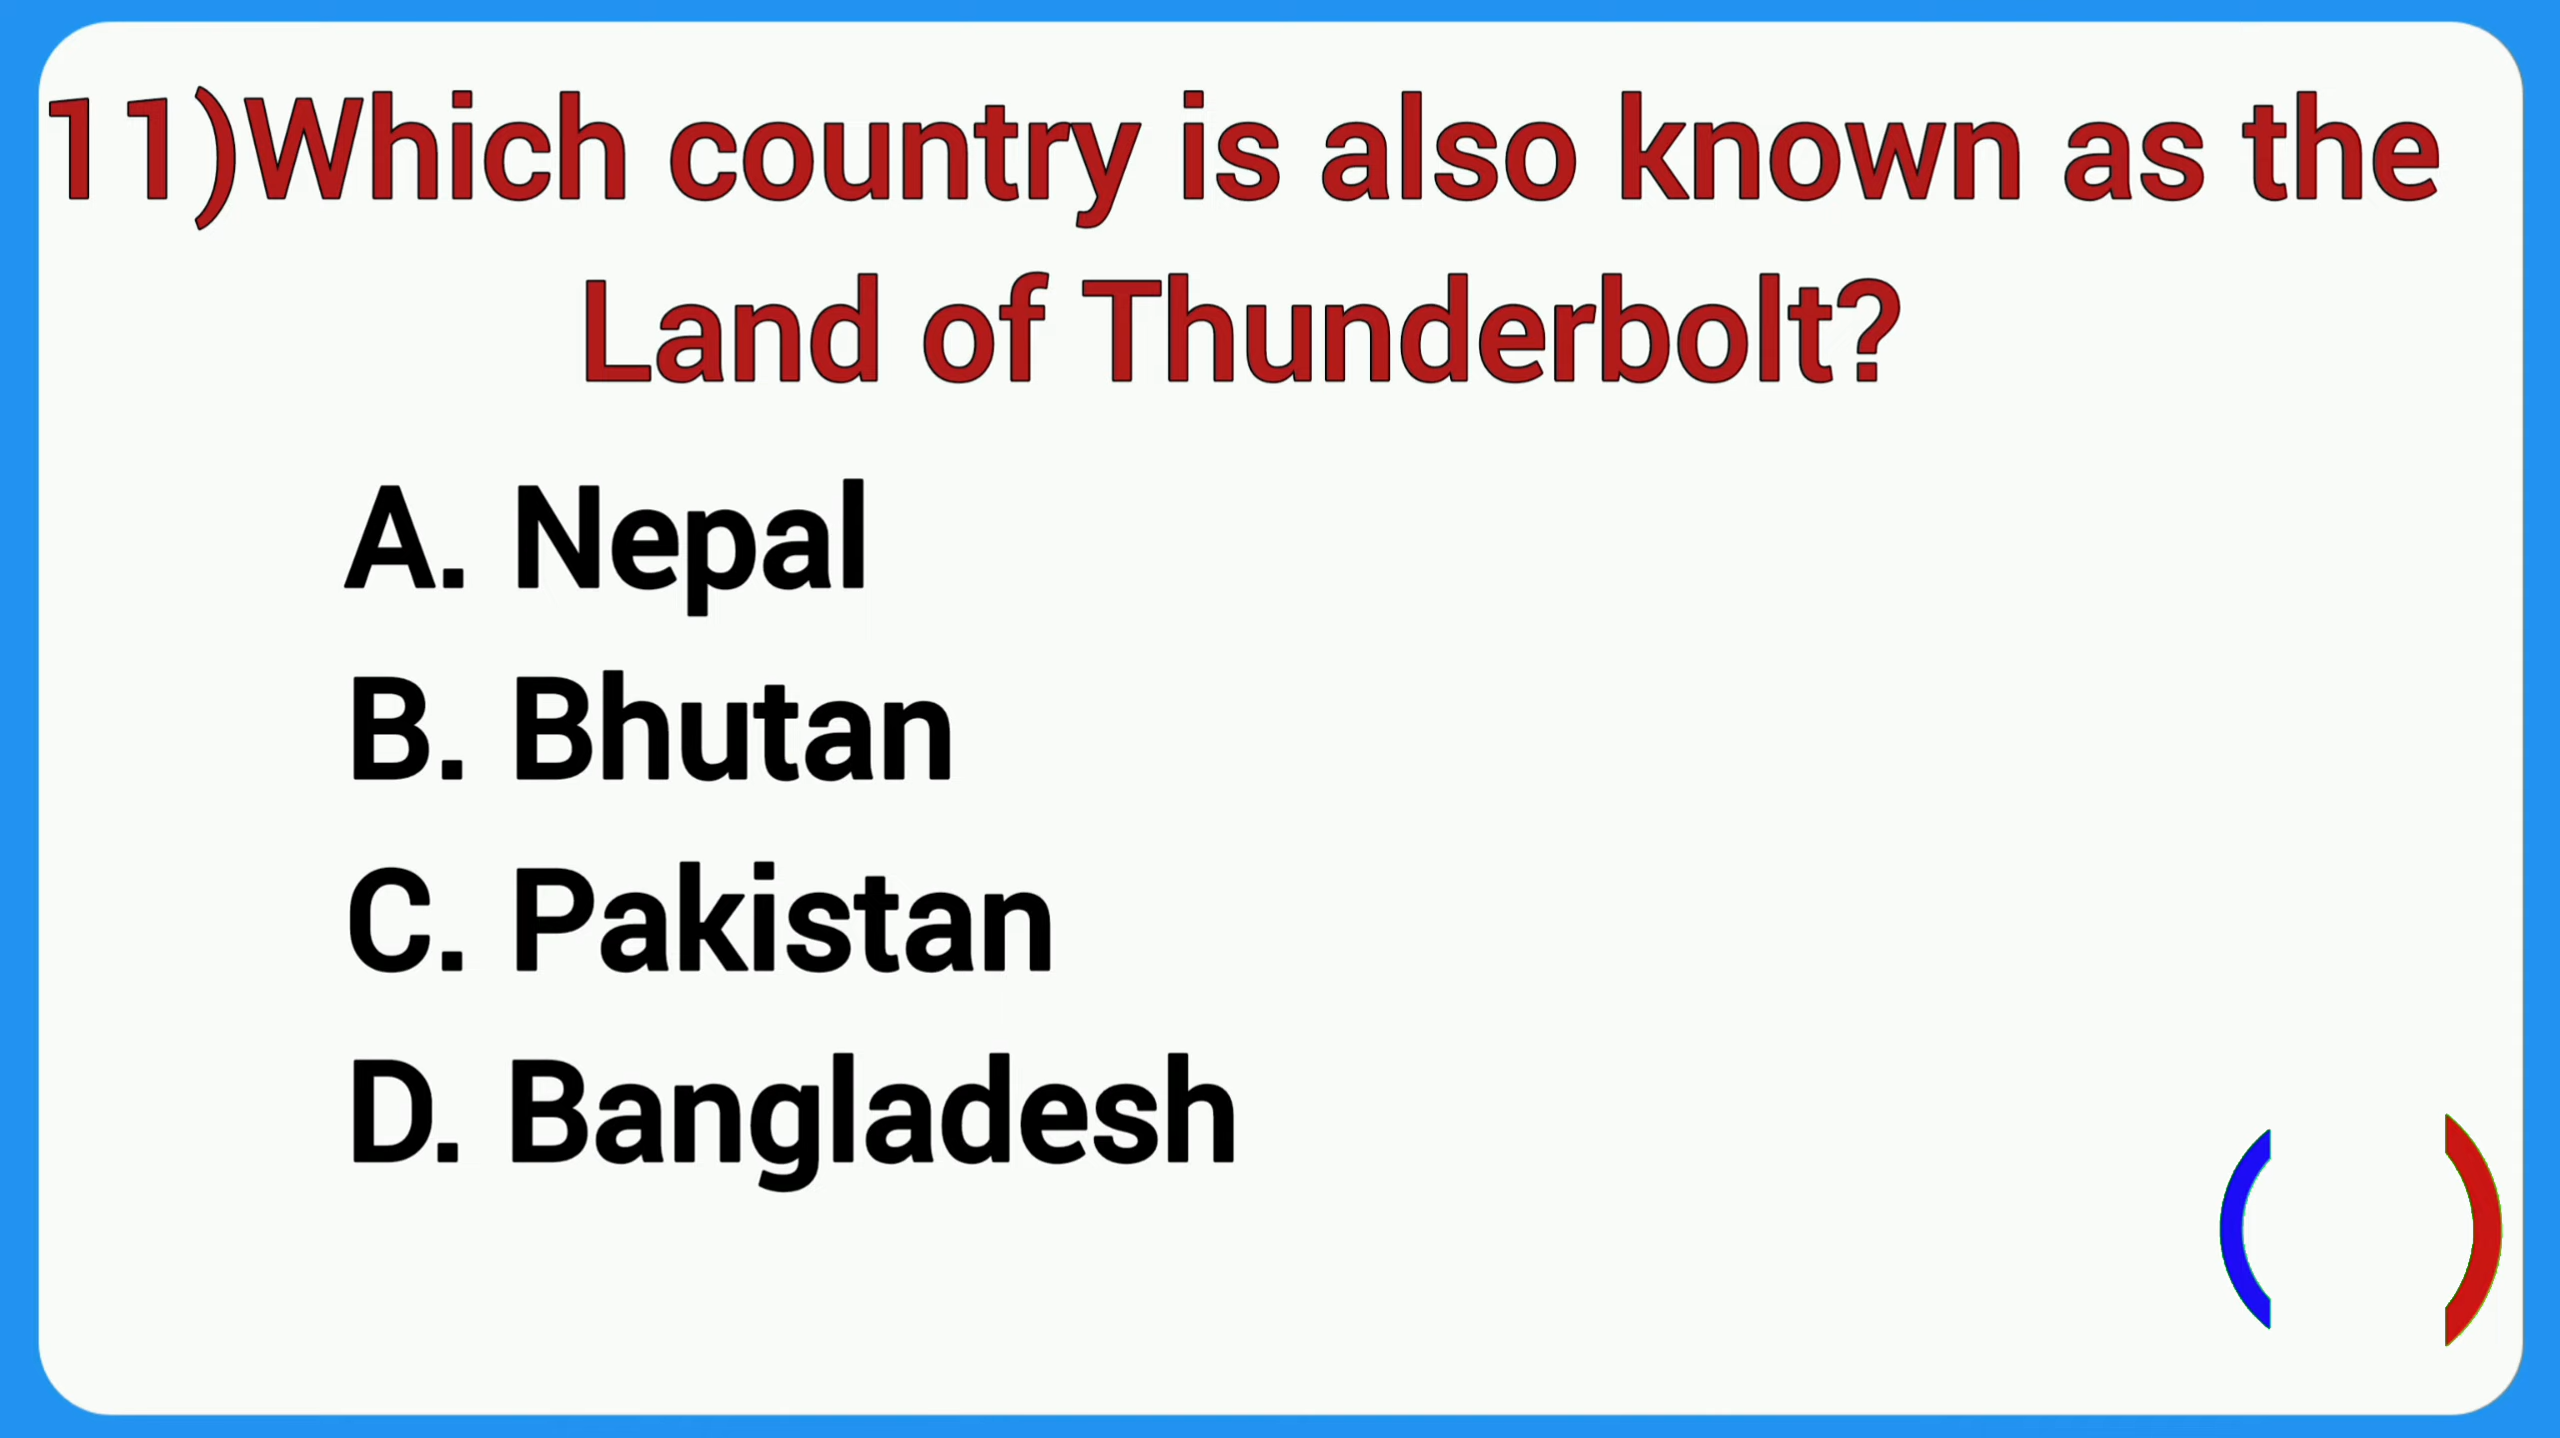 11)Which country is also known as the
Land of Thunderbolt?
A. Nepal
B. Bhutan
C. Pakistan
D. Bangladesh